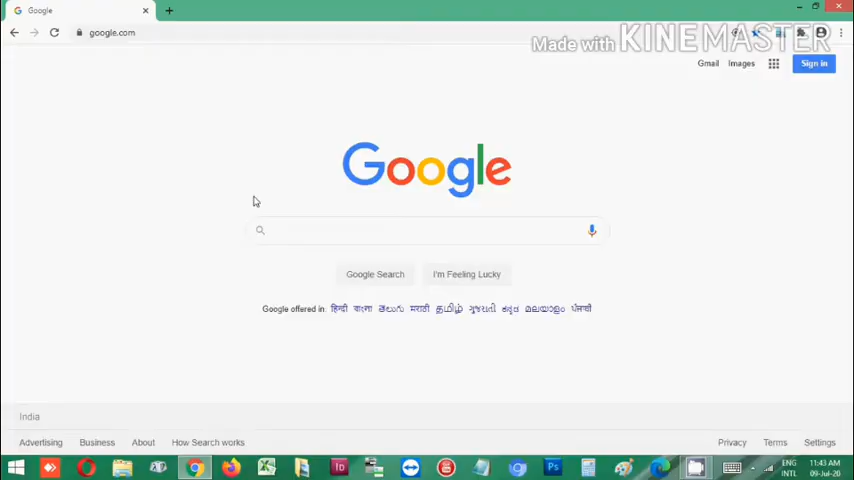 Google
google.com
Made with KINEMASTER
Gmail Images Sign in
Google
Google Search I'm Feeling Lucky
Google offered in: हिन्दी বাংলা తెలుగు मराठी தமிழ் ગુજરાતી ಕನ್ನಡ മലയാളം ਪੰਜਾਬੀ
India
Advertising Business About How Search works Privacy Terms Settings
ENG 11:43 AM
INTL 09-Jul-20